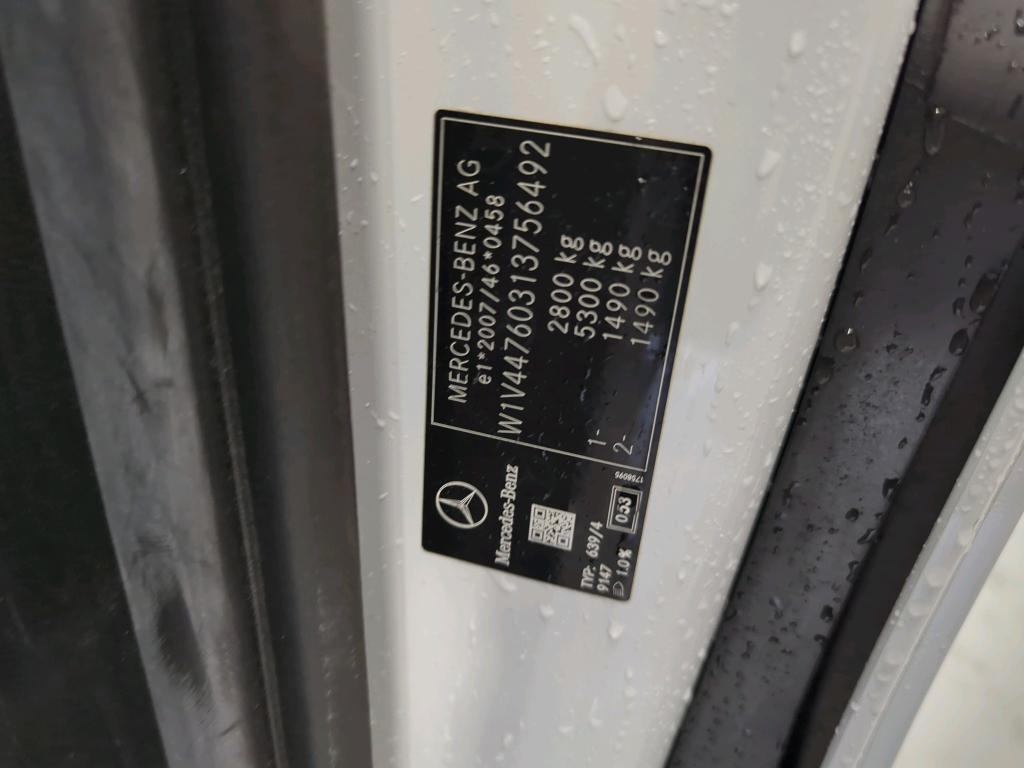 MERCEDES-BENZ AG
e1*2007/46*0458
W1V44760313756492
2800 kg
5300 kg
1- 1490 kg
2- 1490 kg
Mercedes-Benz
TYP: 639/4
9147
1.0%
053
1758095